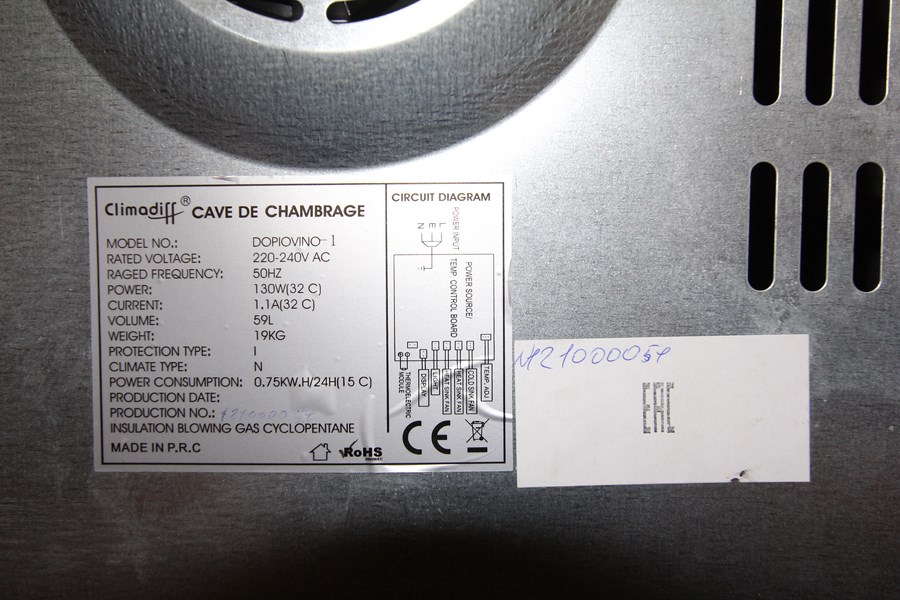 Climadiff® CAVE DE CHAMBRAGE
MODEL NO.: DOPIOVINO-1
RATED VOLTAGE: 220-240V AC
RAGED FREQUENCY: 50HZ
POWER: 130W(32 C)
CURRENT: 1.1A(32 C)
VOLUME: 59L
WEIGHT: 19KG
PROTECTION TYPE: I
CLIMATE TYPE: N
POWER CONSUMPTION: 0.75KW.H/24H(15 C)
PRODUCTION DATE:
PRODUCTION NO.:
INSULATION BLOWING GAS CYCLOPENTANE
MADE IN P.R.C
RoHS
CIRCUIT DIAGRAM
POWER INPUT
L
E
N
POWER SOURCE/
TEMP. CONTROL BOARD
THERMOELECTRIC
MODULE
DISPLAY
LIGHT
HEAT SINK FAN
HEAT SINK FAN
COLD SINK FAN
TEMP. ADJ
CE